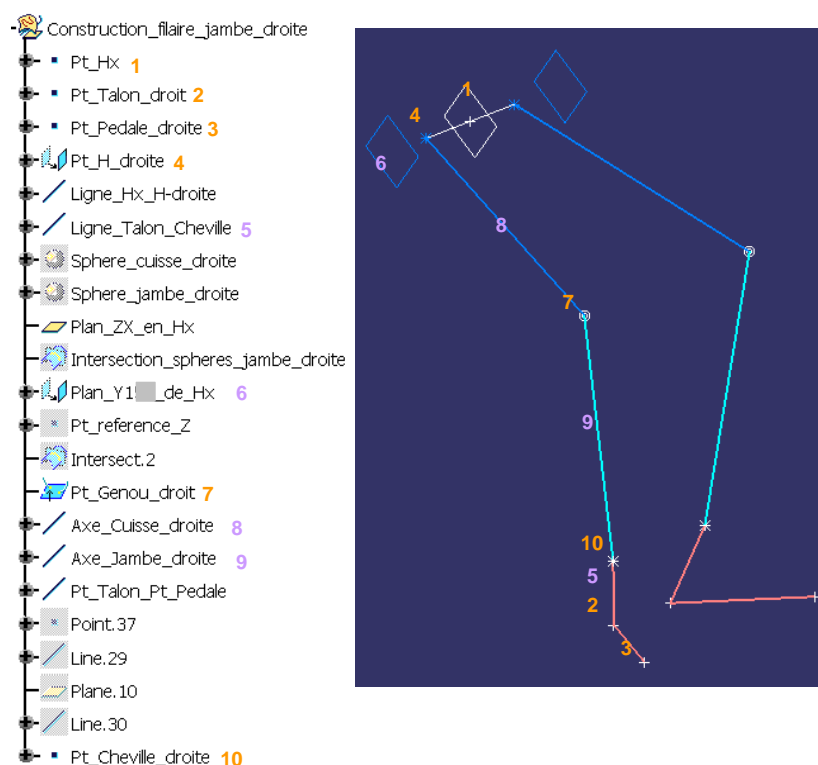 Construction_filaire_jambe_droite
Pt_Hx 1
Pt_Talon_droit 2
Pt_Pedale_droite 3
Pt_H_droite 4
Ligne_Hx_H-droite
Ligne_Talon_Cheville 5
Sphere_cuisse_droite
Sphere_jambe_droite
Plan_ZX_en_Hx
Intersection_spheres_jambe_droite
_de_Hx 6
Pt_reference_Z
Intersect.2
Pt_Genou_droit 7
Axe_Cuisse_droite 8
Axe_Jambe_droite 9
Pt_Talon_Pt_Pedale
Point.37
Line.29
Plane.10
Line.30
Pt_Cheville_droite 10
1
4
6
8
7
9
10
5
2
3